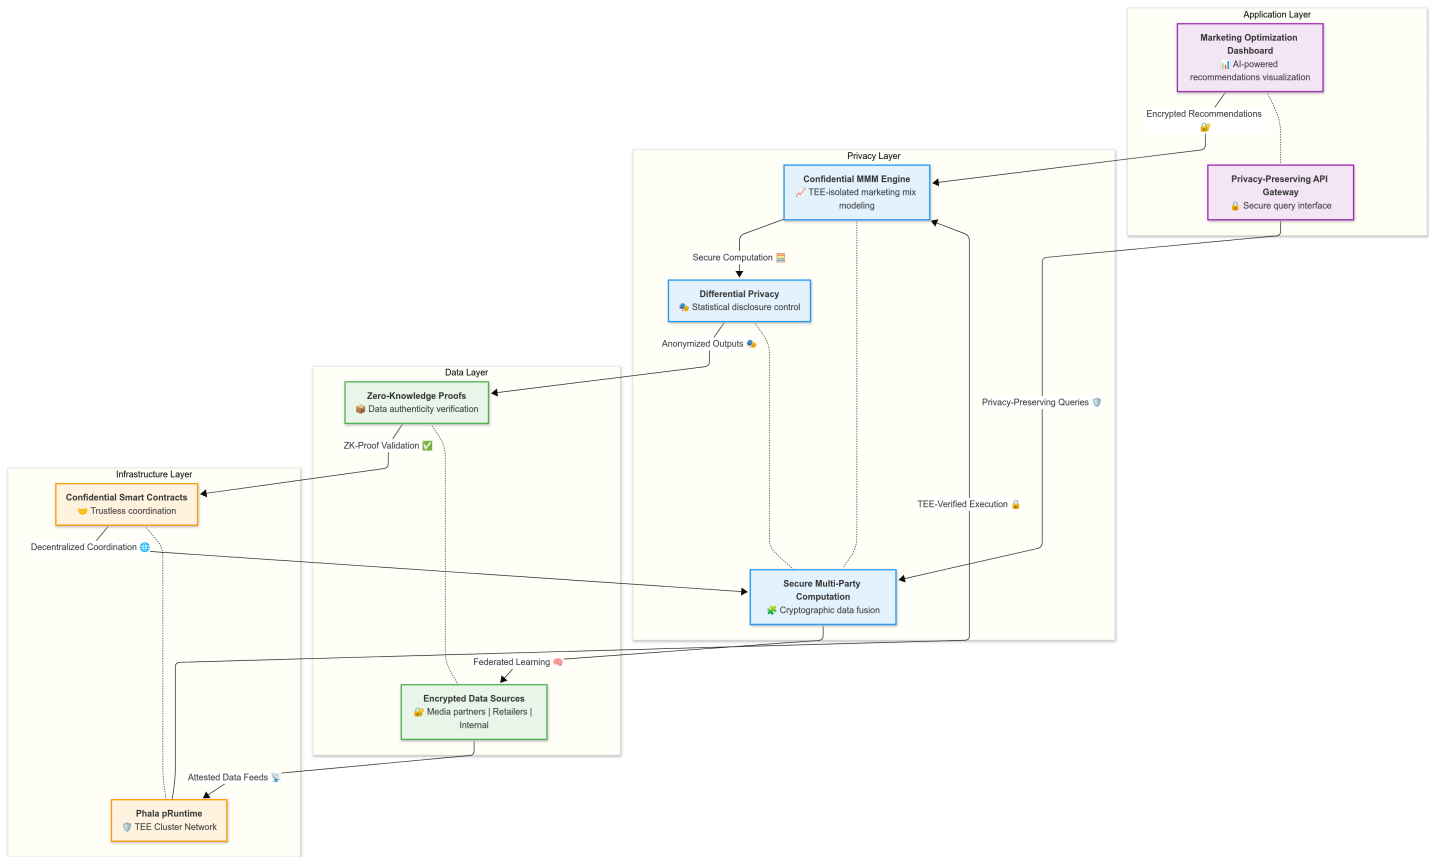 Application Layer
Marketing Optimization
Dashboard
📊 AI-powered
recommendations visualization
Encrypted Recommendations
🔐
Privacy Layer
Confidential MMM Engine
📈 TEE-isolated marketing mix
modeling
Privacy-Preserving API
Gateway
🔒 Secure query interface
Secure Computation 🧮
Differential Privacy
🎭 Statistical disclosure control
Anonymized Outputs 🎭
Data Layer
Zero-Knowledge Proofs
📦 Data authenticity verification
Privacy-Preserving Queries 🛡️
ZK-Proof Validation ✅
Infrastructure Layer
Confidential Smart Contracts
🤝 Trustless coordination
TEE-Verified Execution 🔒
Decentralized Coordination 🌐
Secure Multi-Party
Computation
🧩 Cryptographic data fusion
Federated Learning 🧠
Encrypted Data Sources
🔐 Media partners | Retailers |
Internal
Attested Data Feeds 📡
Phala pRuntime
🛡️ TEE Cluster Network